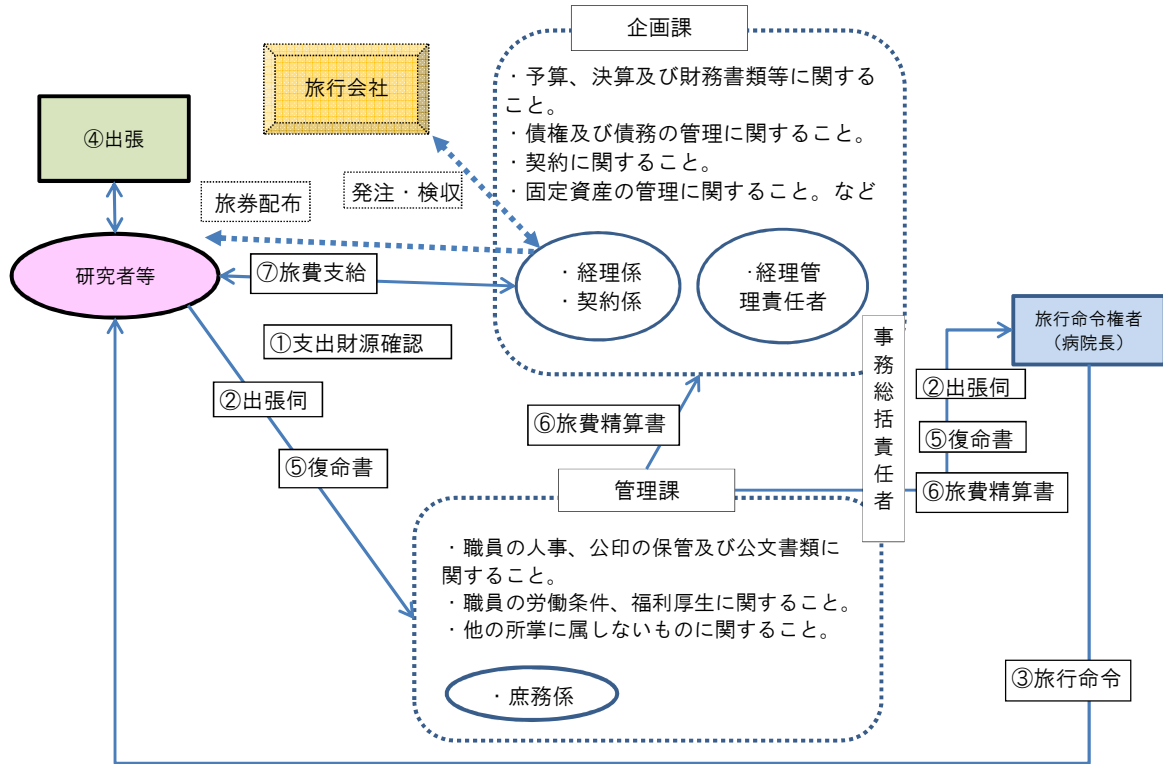 企画課
旅行会社
・予算、決算及び財務書類等に関する
こと。
・債権及び債務の管理に関すること。
・契約に関すること。
・固定資産の管理に関すること。など
④出張
発注・検収
旅券配布
研究者等
⑦旅費支給
・経理係
・契約係
・経理管
理責任者
①支出財源確認
事務総括責任者
旅行命令権者
（病院長）
②出張伺
②出張伺
⑥旅費精算書
⑤復命書
⑤復命書
管理課
⑥旅費精算書
・職員の人事、公印の保管及び公文書類に
関すること。
・職員の労働条件、福利厚生に関すること。
・他の所掌に属しないものに関すること。
③旅行命令
・庶務係